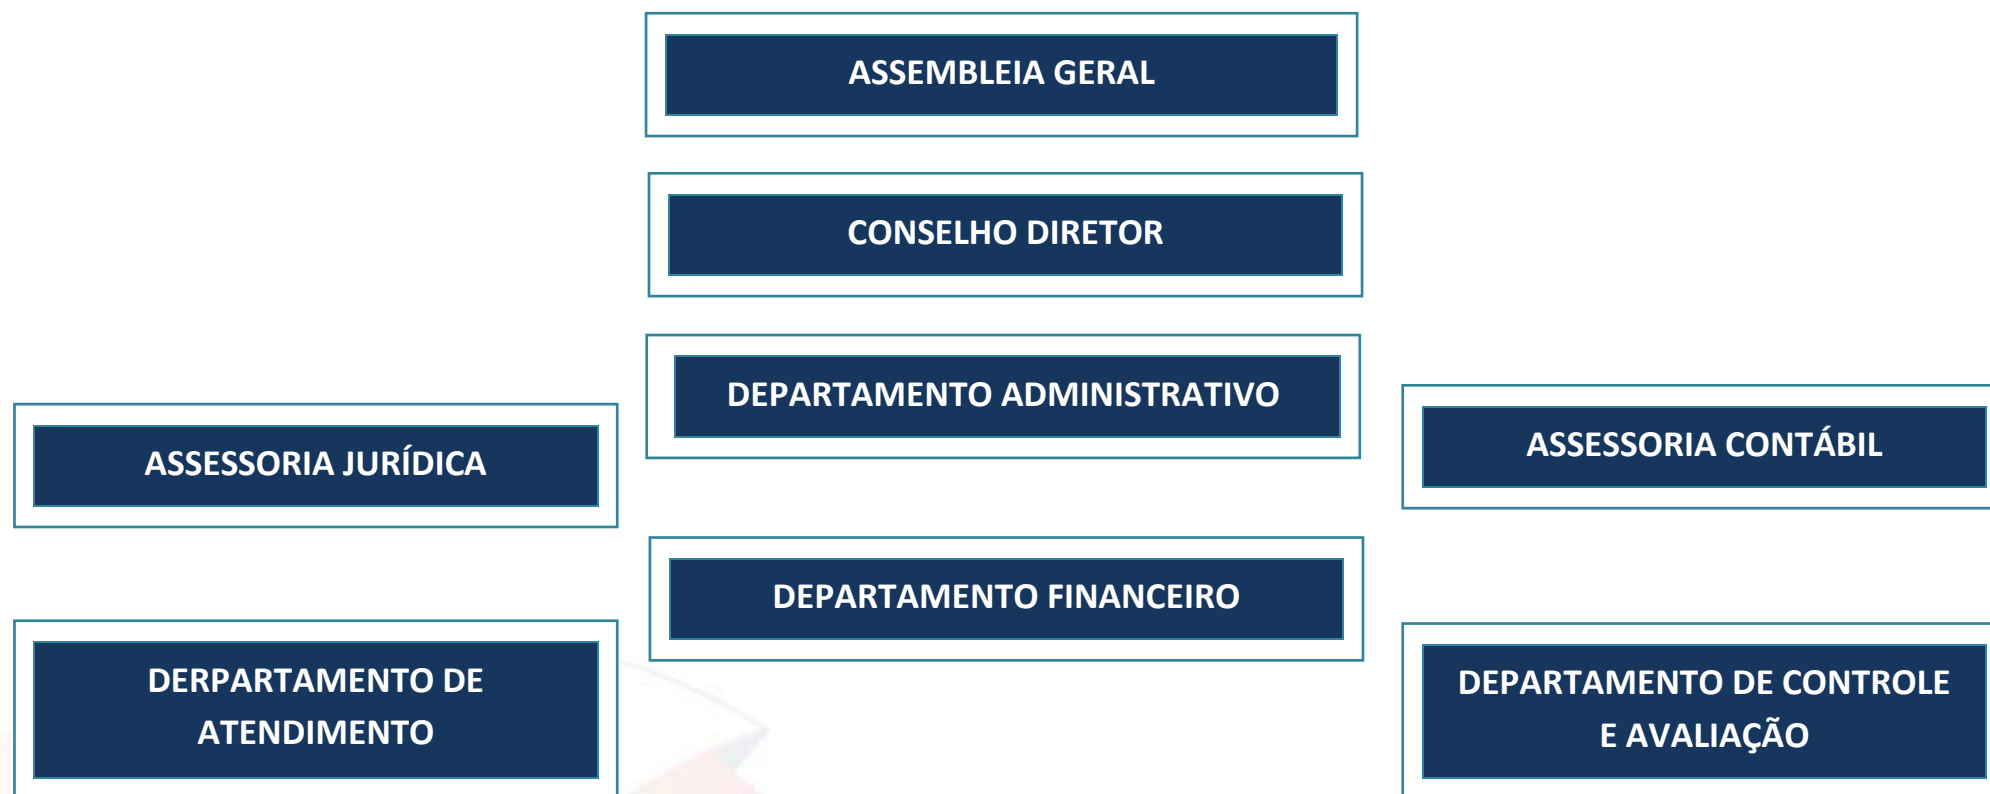 ASSEMBLEIA GERAL
CONSELHO DIRETOR
DEPARTAMENTO ADMINISTRATIVO
ASSESSORIA JURÍDICA
ASSESSORIA CONTÁBIL
DEPARTAMENTO FINANCEIRO
DERPARTAMENTO DE
ATENDIMENTO
DEPARTAMENTO DE CONTROLE
E AVALIAÇÃO